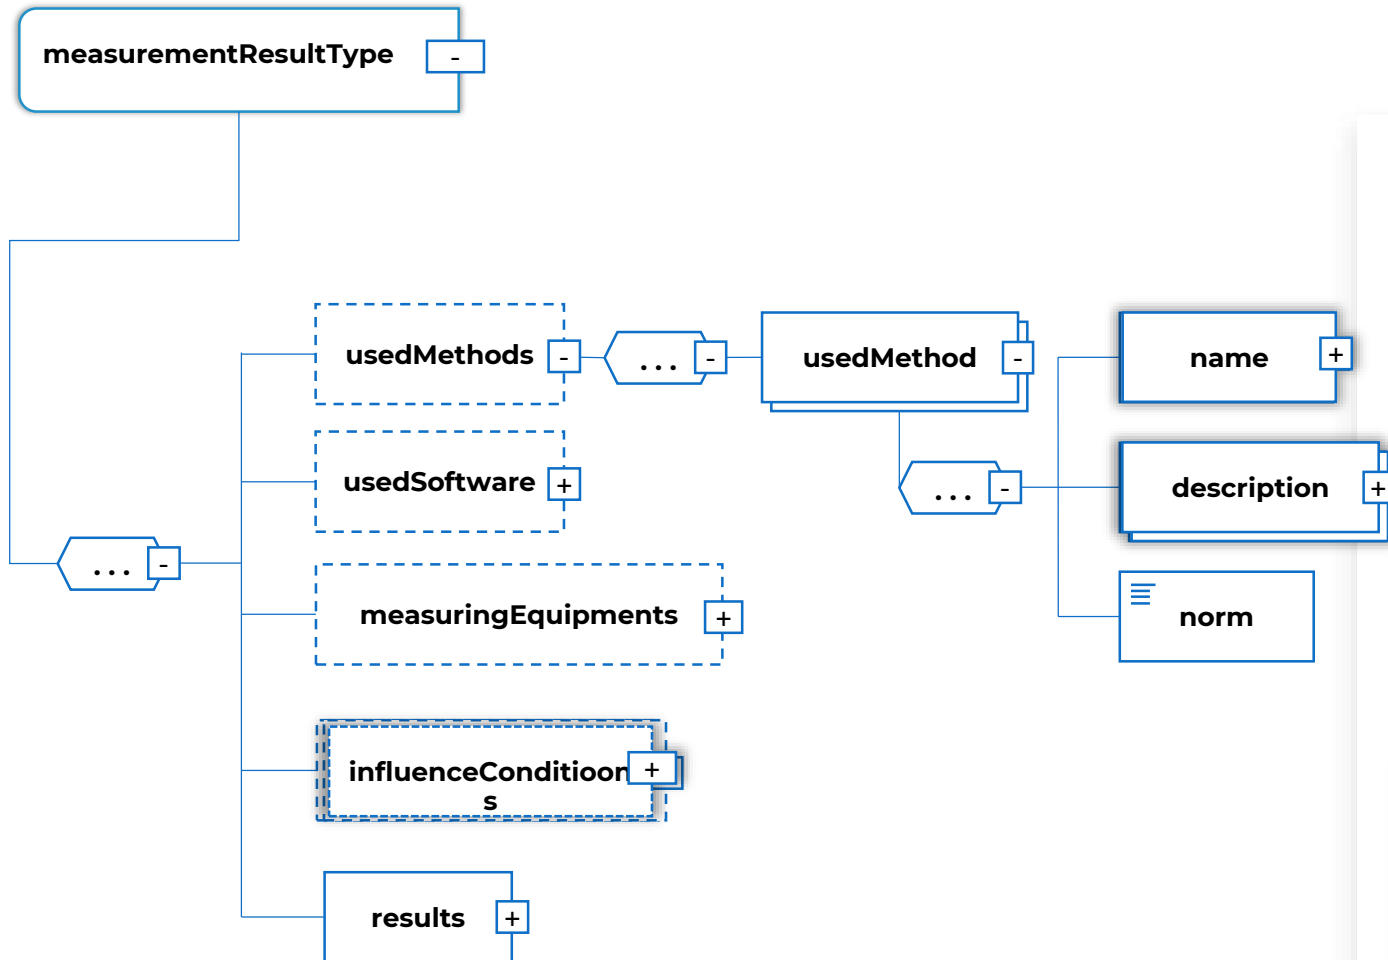 measurementResultType -
usedMethods - ... - usedMethod - name +
usedSoftware + ... - description +
... - measuringEquipments + norm
influenceConditioon +
s
results +